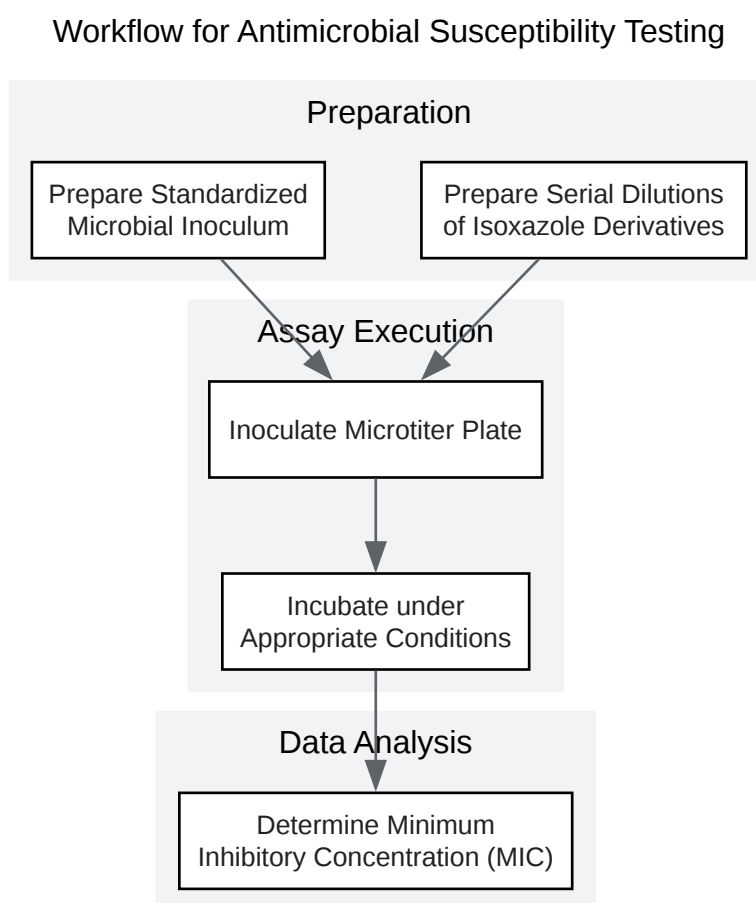 Workflow for Antimicrobial Susceptibility Testing
Preparation
Prepare Standardized
Microbial Inoculum
Prepare Serial Dilutions
of Isoxazole Derivatives
Assay Execution
Inoculate Microtiter Plate
Incubate under
Appropriate Conditions
Data Analysis
Determine Minimum
Inhibitory Concentration (MIC)